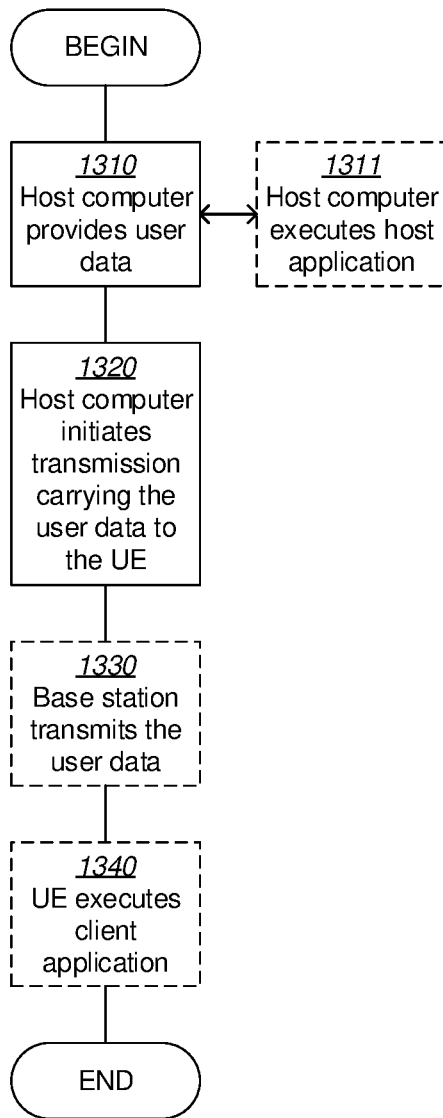 BEGIN
1310
Host computer
provides user
data
1311
Host computer
executes host
application
1320
Host computer
initiates
transmission
carrying the
user data to
the UE
1330
Base station
transmits the
user data
1340
UE executes
client
application
END